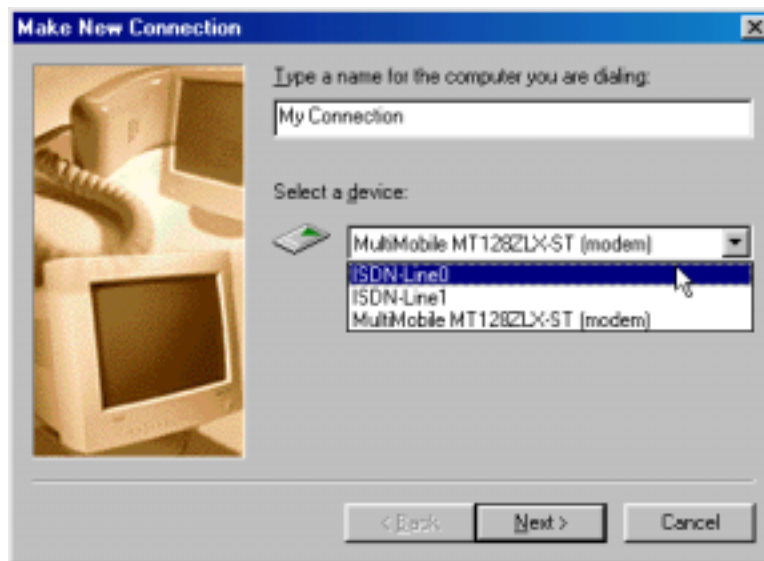 Make New Connection
Type a name for the computer you are dialing:
My Connection
Select a device:
MultiMobile MT128ZLX-ST (modem)
ISDN-Line0
ISDN-Line1
MultiMobile MT128ZLX-ST (modem)
< Back
Next >
Cancel